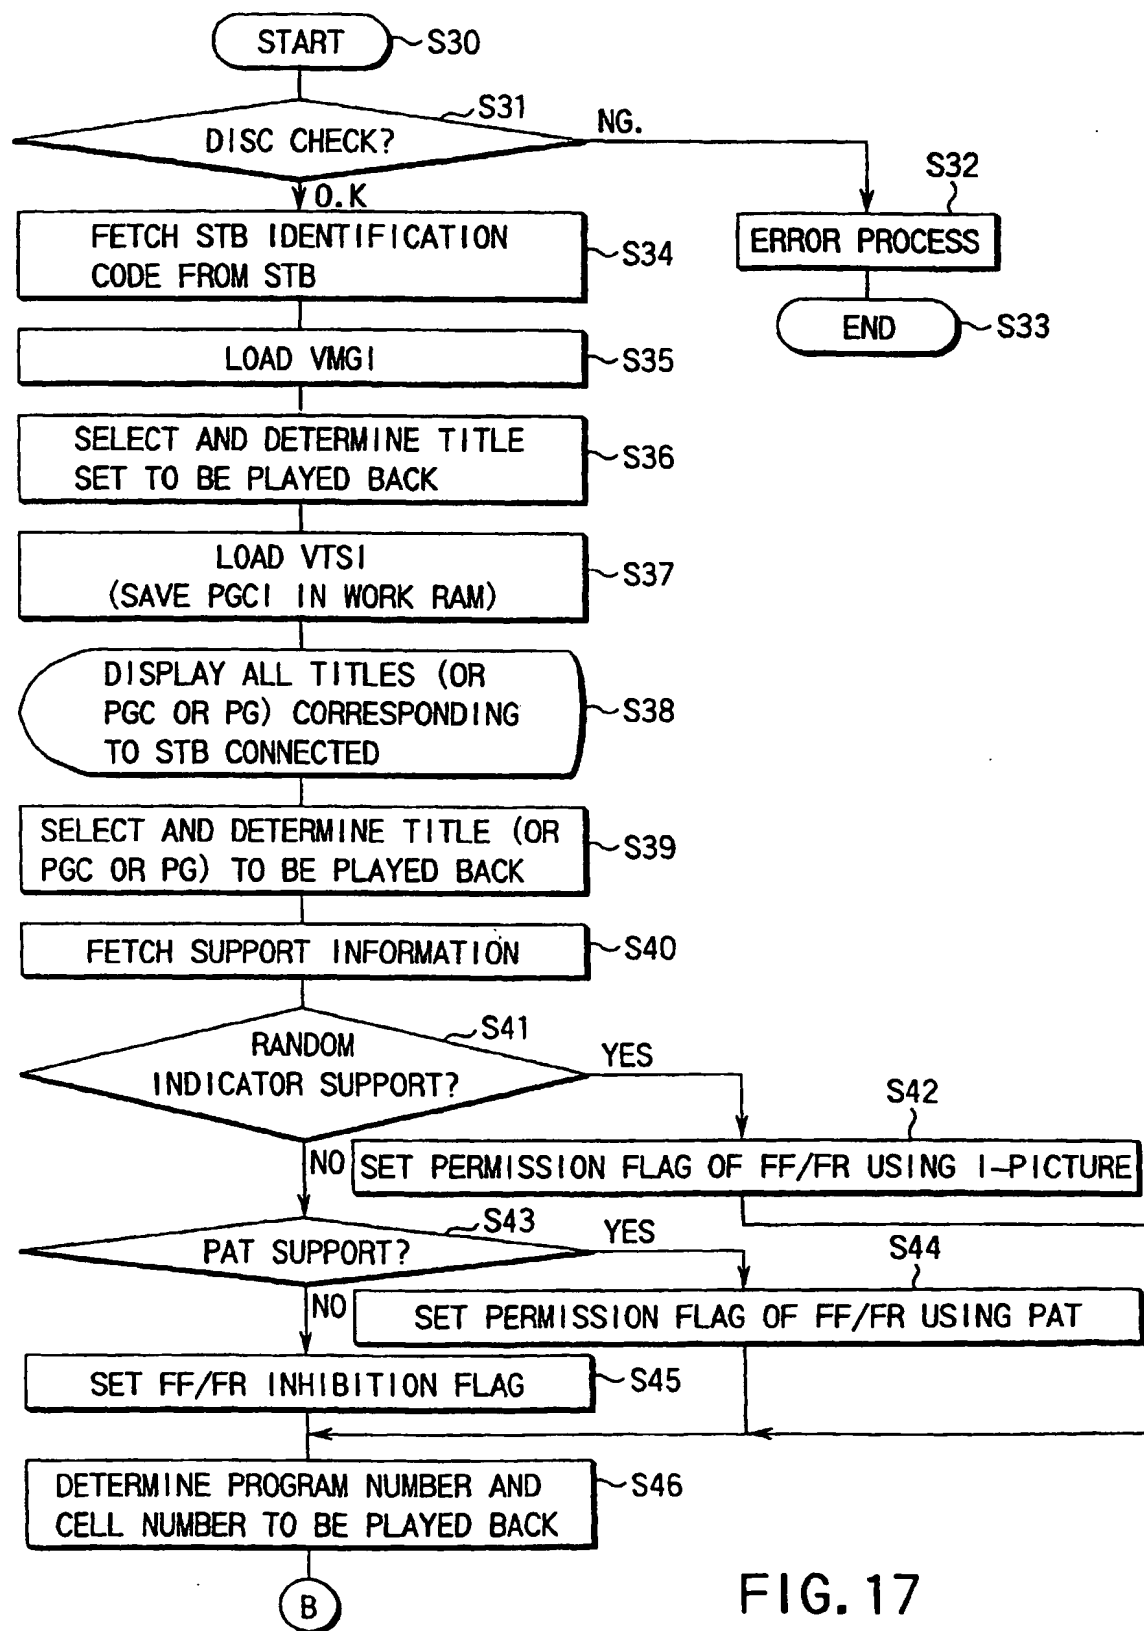 START
S30
S31
DISC CHECK?
NG.
O.K
S32
ERROR PROCESS
END
S33
FETCH STB IDENTIFICATION
CODE FROM STB
S34
LOAD VMGI
S35
SELECT AND DETERMINE TITLE
SET TO BE PLAYED BACK
S36
LOAD VTSI
(SAVE PGCI IN WORK RAM)
S37
DISPLAY ALL TITLES (OR
PGC OR PG) CORRESPONDING
TO STB CONNECTED
S38
SELECT AND DETERMINE TITLE (OR
PGC OR PG) TO BE PLAYED BACK
S39
FETCH SUPPORT INFORMATION
S40
S41
RANDOM
INDICATOR SUPPORT?
YES
S42
NO
SET PERMISSION FLAG OF FF/FR USING I-PICTURE
S43
PAT SUPPORT?
YES
S44
NO
SET PERMISSION FLAG OF FF/FR USING PAT
SET FF/FR INHIBITION FLAG
S45
DETERMINE PROGRAM NUMBER AND
CELL NUMBER TO BE PLAYED BACK
S46
B
FIG. 17